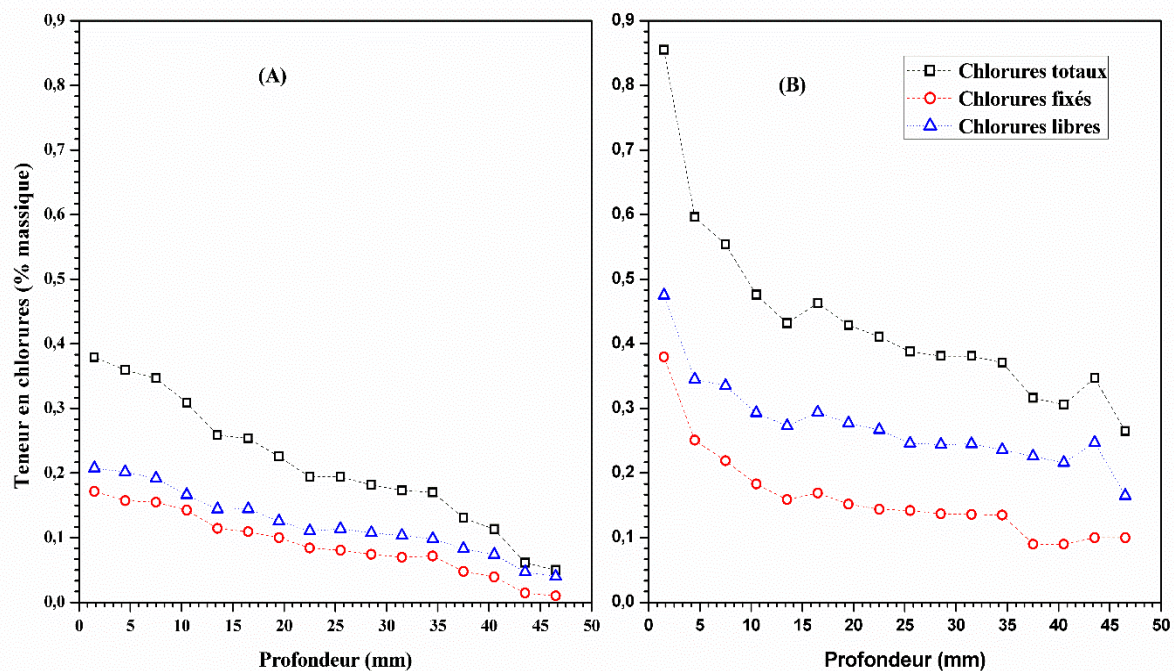 Teneur en chlorures (% massique)
0,9
0,8
0,7
0,6
0,5
0,4
0,3
0,2
0,1
0,0
(A)
0 5 10 15 20 25 30 35 40 45 50
Profondeur (mm)
0,9
0,8
0,7
0,6
0,5
0,4
0,3
0,2
0,1
0,0
(B)
Chlorures totaux
Chlorures fixés
Chlorures libres
0 5 10 15 20 25 30 35 40 45 50
Profondeur (mm)